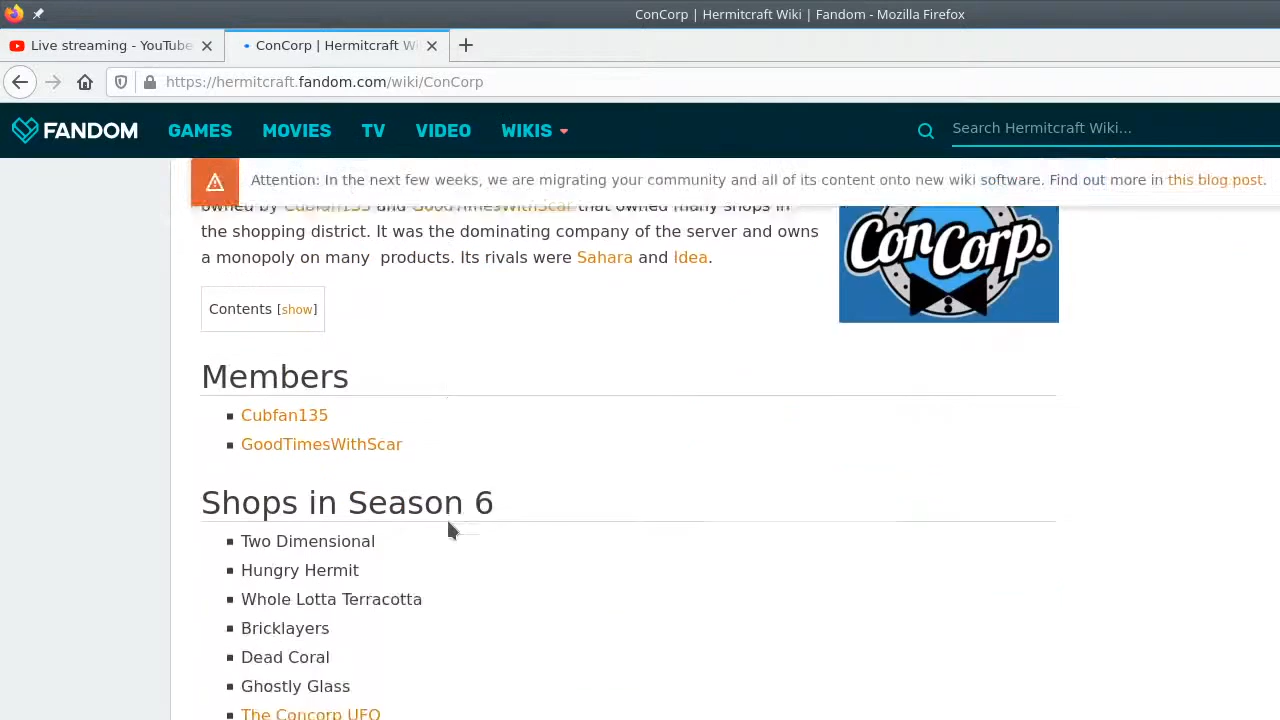 ConCorp | Hermitcraft Wiki | Fandom - Mozilla Firefox
Live streaming - YouTube
ConCorp | Hermitcraft Wi
https://hermitcraft.fandom.com/wiki/ConCorp
FANDOM GAMES MOVIES TV VIDEO WIKIS Search Hermitcraft Wiki...
Attention: In the next few weeks, we are migrating your community and all of its content onto new wiki software. Find out more in this blog post.
owned by Cubfan135 and GoodTimesWithScar that owned many shops in
the shopping district. It was the dominating company of the server and owns
a monopoly on many products. Its rivals were Sahara and Idea.
ConCorp.
Contents [show]
Members
Cubfan135
GoodTimesWithScar
Shops in Season 6
Two Dimensional
Hungry Hermit
Whole Lotta Terracotta
Bricklayers
Dead Coral
Ghostly Glass
The Concorp UFO